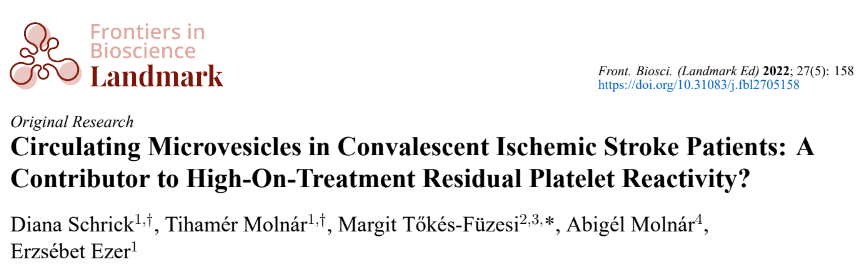 Frontiers in
Bioscience
Landmark
Front. Biosci. (Landmark Ed) 2022; 27(5): 158
https://doi.org/10.31083/j.fbl2705158
Original Research
Circulating Microvesicles in Convalescent Ischemic Stroke Patients: A
Contributor to High-On-Treatment Residual Platelet Reactivity?
Diana Schrick1,†, Tihamér Molnár1,†, Margit Tőkés-Füzesi2,3,*, Abigél Molnár4,
Erzsébet Ezer1